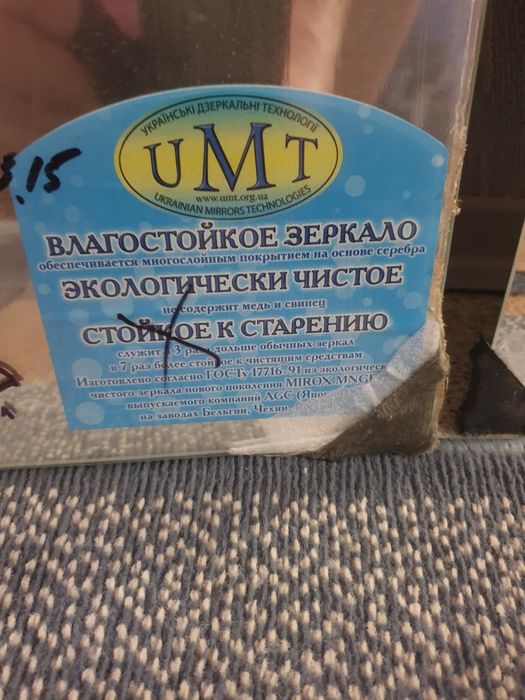 УКРАЇНСЬКІ ДЗЕРКАЛЬНІ ТЕХНОЛОГІЇ
UMT
www.umt.org.ua
UKRAINIAN MIRRORS TECHNOLOGIES
.15
ВЛАГОСТОЙКОЕ ЗЕРКАЛО
обеспечивается многослойным покрытием на основе серебра
ЭКОЛОГИЧЕСКИ ЧИСТОЕ
не содержит медь и свинец
СТОЙКОЕ К СТАРЕНИЮ
служит в 3 раза дольше обычных зеркал
в 7 раз более стойкое к чистящим средствам
Изготовлено согласно ГОСТу 17716-91 из экологически
чистого зеркала нового поколения MIROX MNGE
выпускаемого компаний AGC (Япо
на заводах Бельгии, Чехии